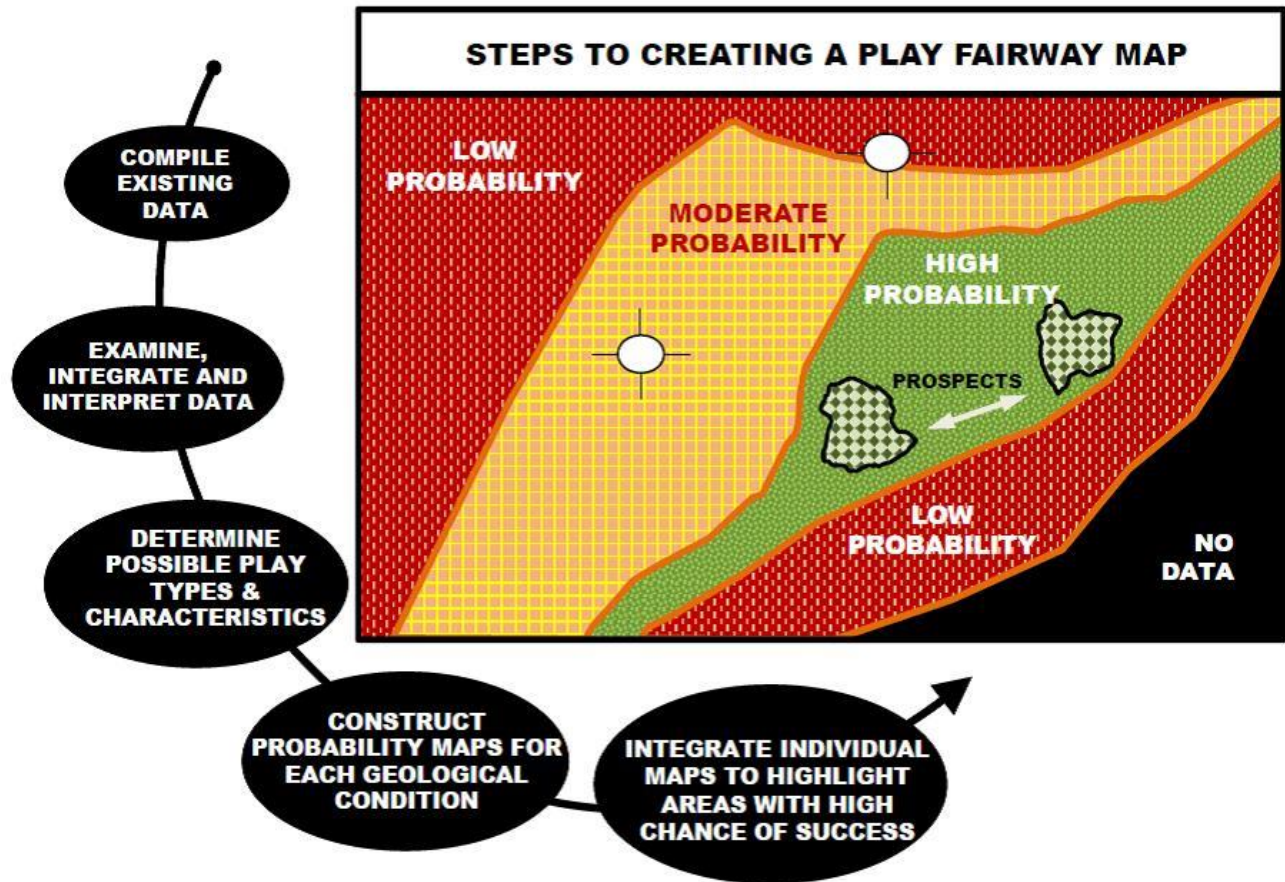 STEPS TO CREATING A PLAY FAIRWAY MAP
COMPILE
EXISTING
DATA
EXAMINE,
INTEGRATE AND
INTERPRET DATA
DETERMINE
POSSIBLE PLAY
TYPES &
CHARACTERISTICS
CONSTRUCT
PROBABILITY MAPS FOR
EACH GEOLOGICAL
CONDITION
INTEGRATE INDIVIDUAL
MAPS TO HIGHLIGHT
AREAS WITH HIGH
CHANCE OF SUCCESS
LOW
PROBABILITY
MODERATE
PROBABILITY
HIGH
PROBABILITY
PROSPECTS
LOW
PROBABILITY
NO
DATA